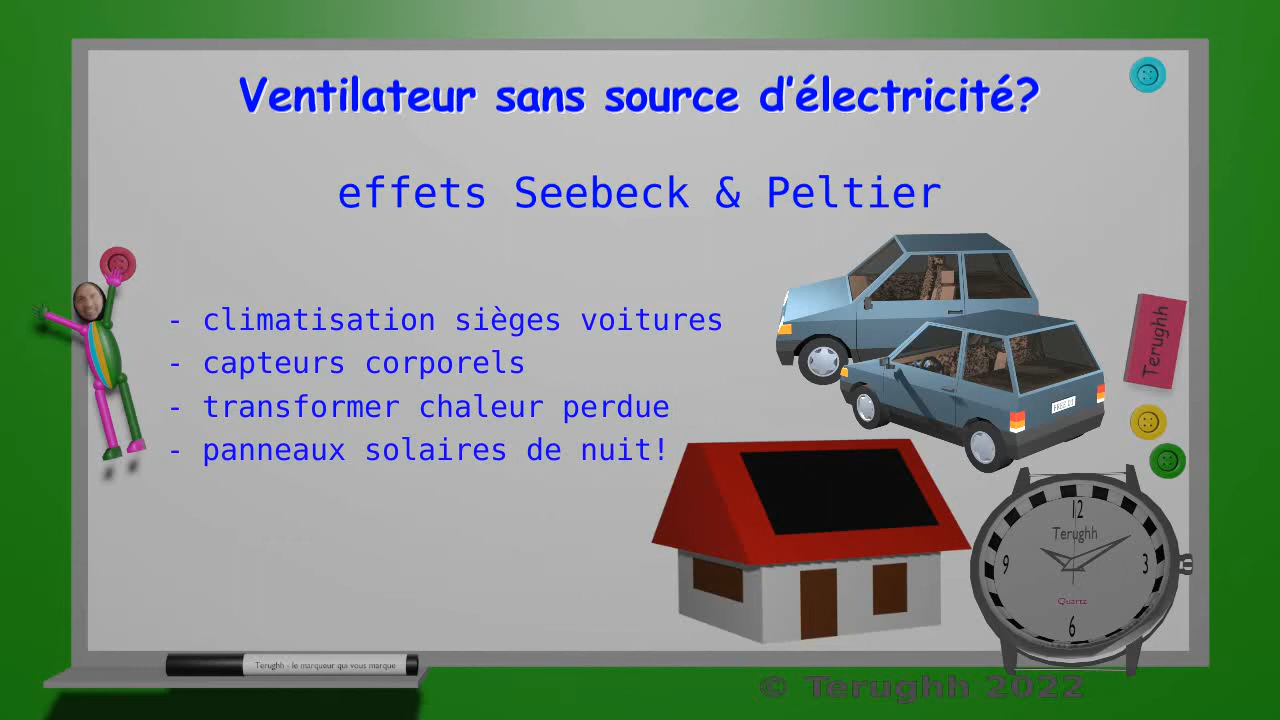 Ventilateur sans source d'électricité?
effets Seebeck & Peltier
- climatisation sièges voitures
- capteurs corporels
- transformer chaleur perdue
- panneaux solaires de nuit!
Terughh
12
Terughh
9
3
Quartz
6
Terughh - le marqueur qui vous marque
© Terughh 2022